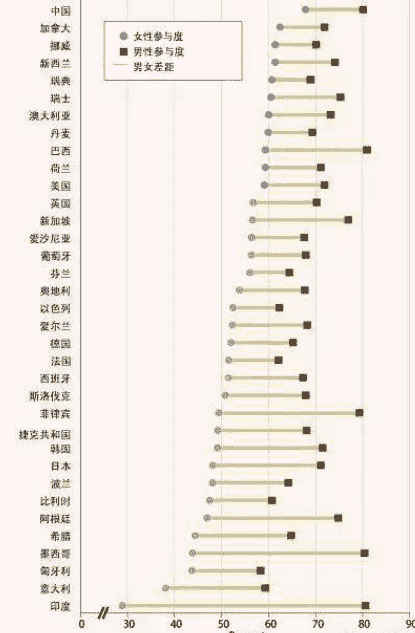 中国
加拿大
挪威
新西兰
瑞典
瑞士
澳大利亚
丹麦
巴西
荷兰
美国
英国
新加坡
爱沙尼亚
葡萄牙
芬兰
奥地利
以色列
爱尔兰
德国
法国
西班牙
斯洛伐克
菲律宾
捷克共和国
韩国
日本
波兰
比利时
阿根廷
希腊
墨西哥
匈牙利
意大利
印度
女性参与度
男性参与度
男女差距
0 30 40 50 60 70 80 90